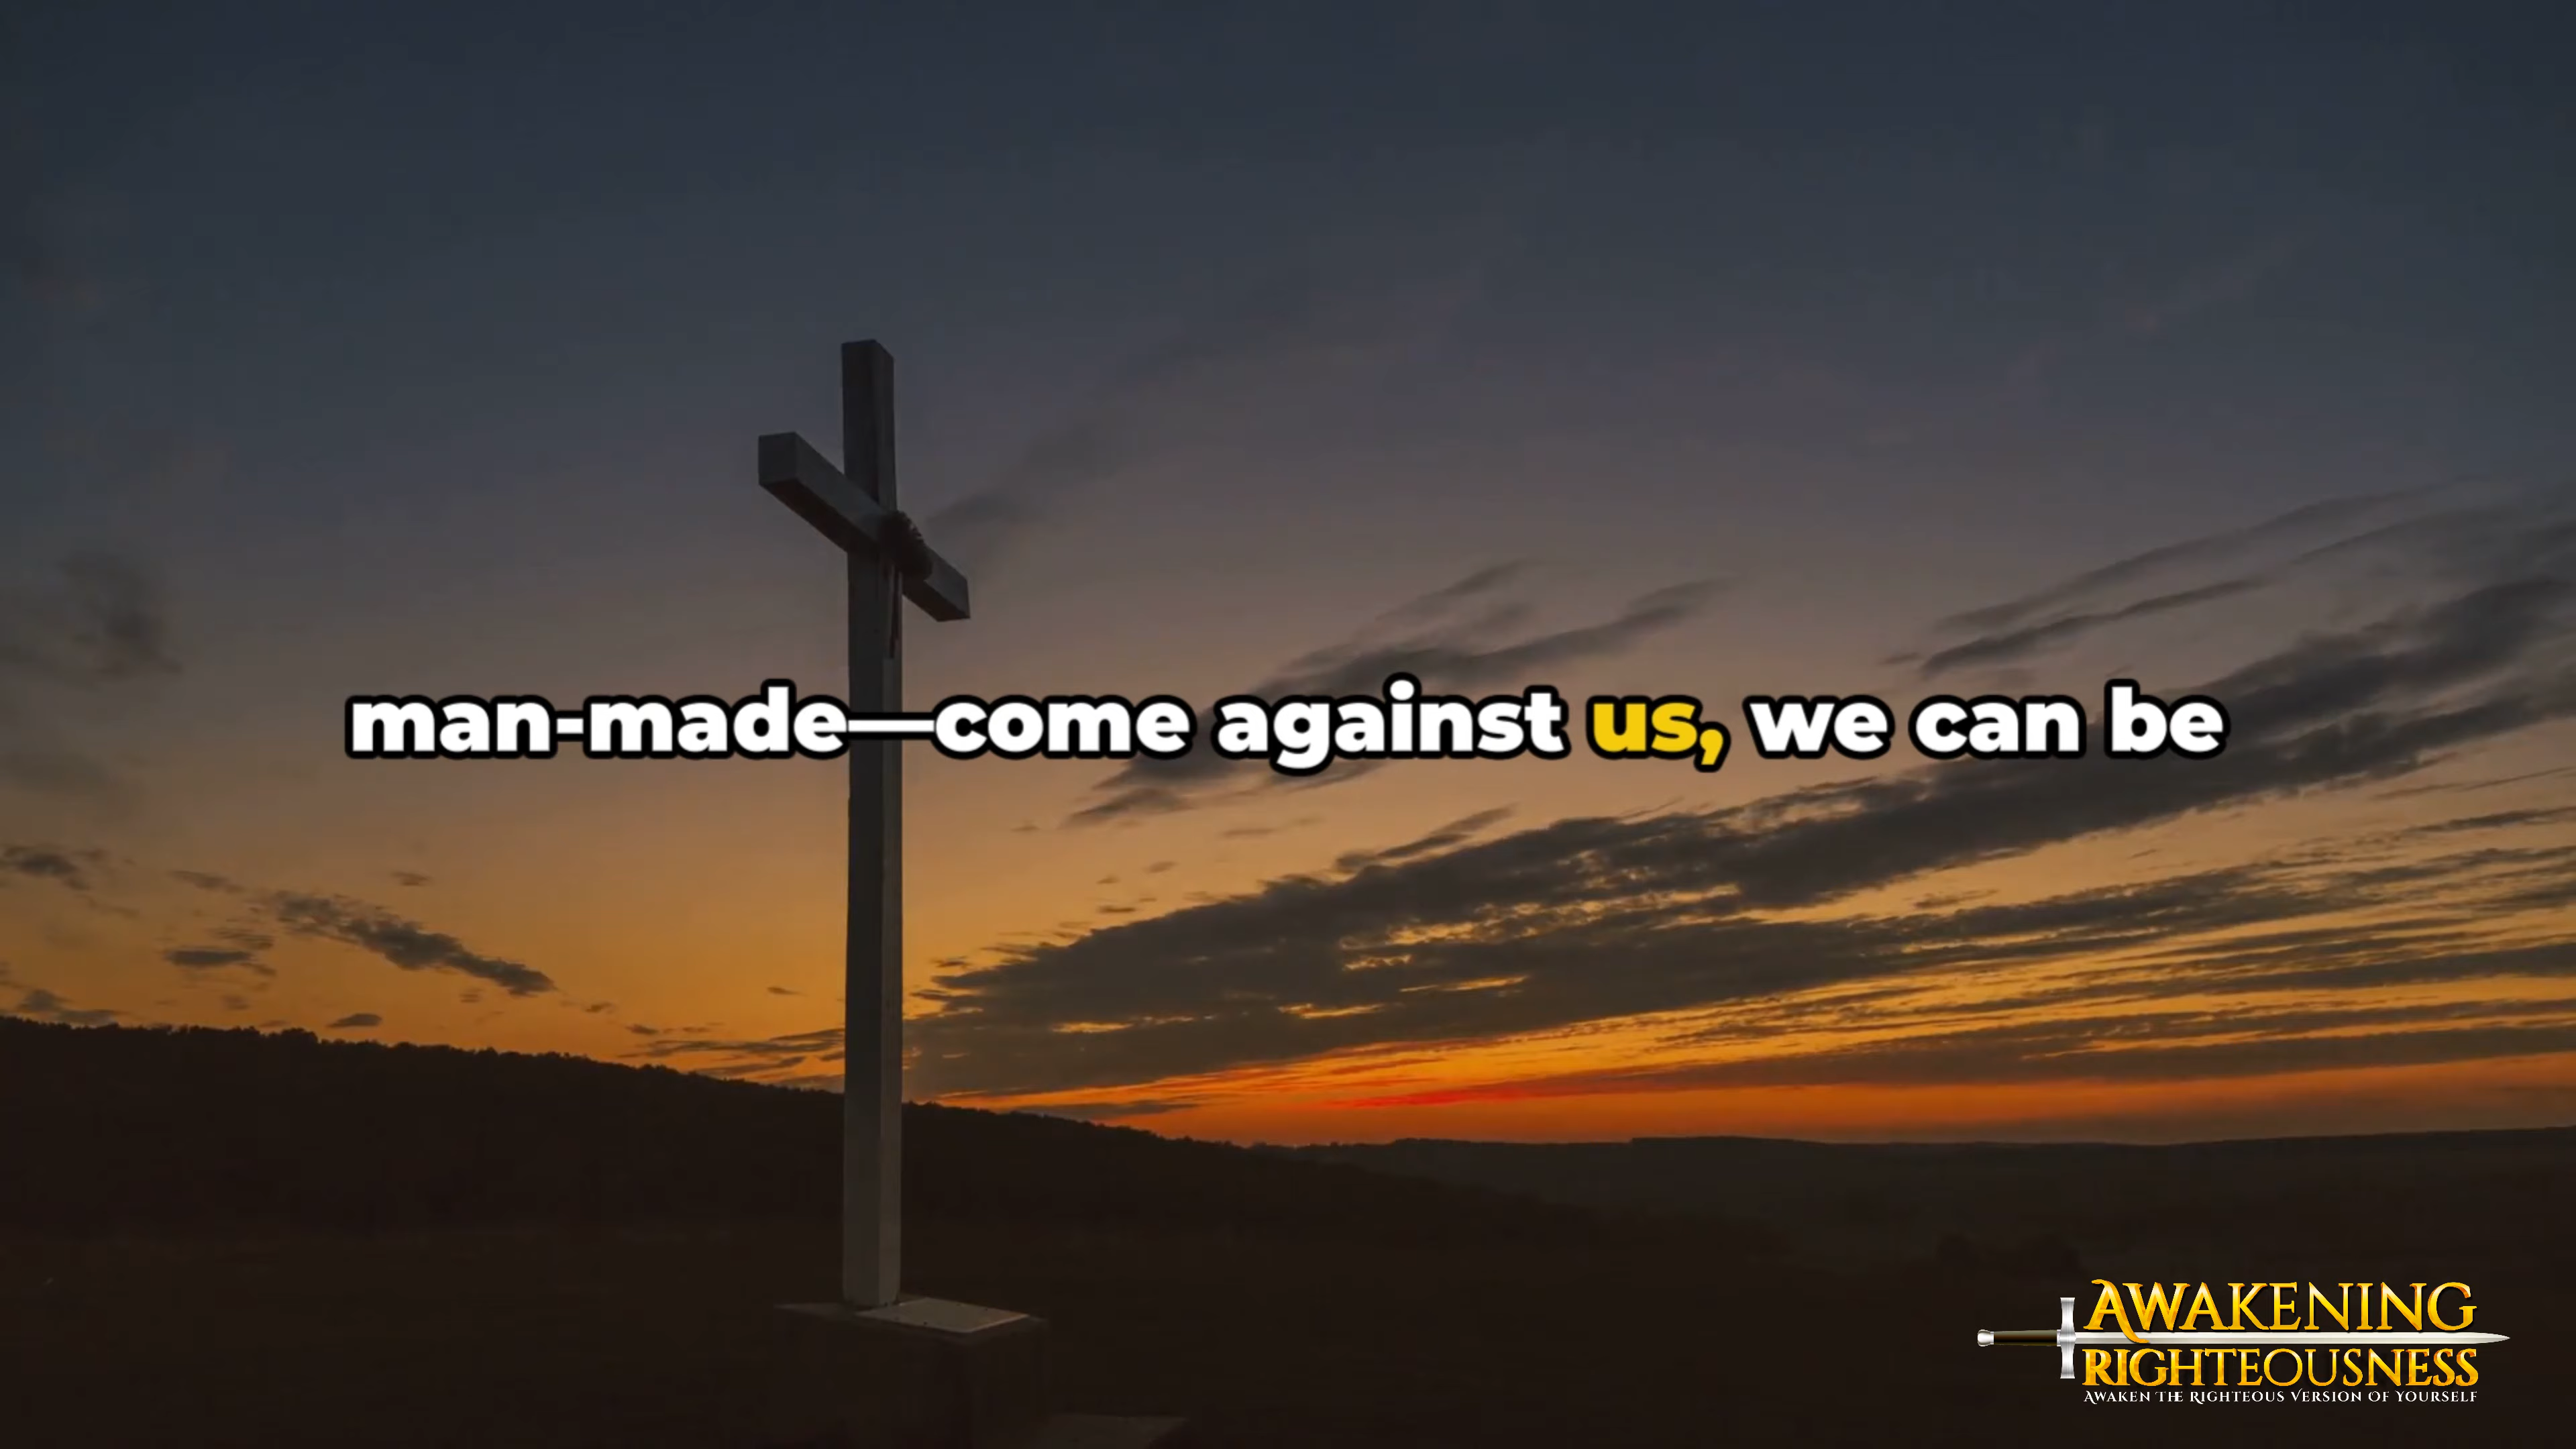 man-made—come against us, we can be
AWAKENING
RIGHTEOUSNESS
AWAKEN THE RIGHTEOUS VERSION OF YOURSELF